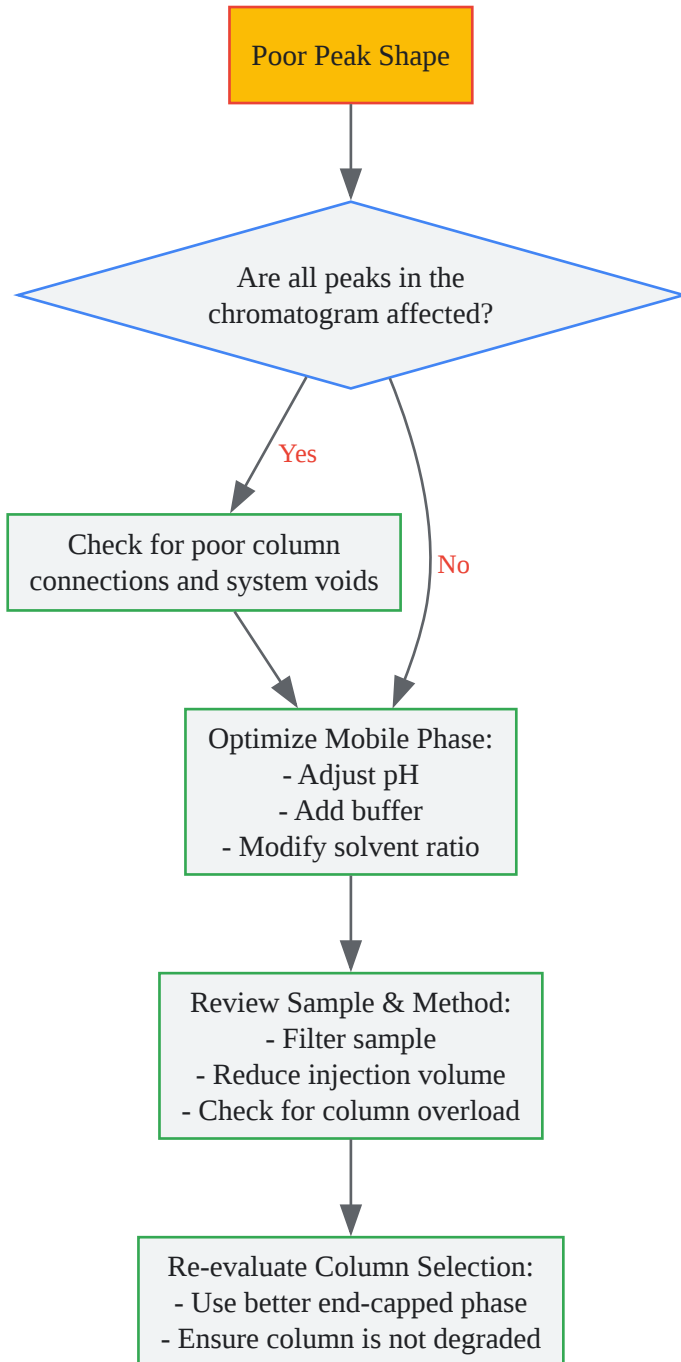 Poor Peak Shape
Are all peaks in the
chromatogram affected?
Yes
Check for poor column
connections and system voids
No
Optimize Mobile Phase:
- Adjust pH
- Add buffer
- Modify solvent ratio
Review Sample & Method:
- Filter sample
- Reduce injection volume
- Check for column overload
Re-evaluate Column Selection:
- Use better end-capped phase
- Ensure column is not degraded